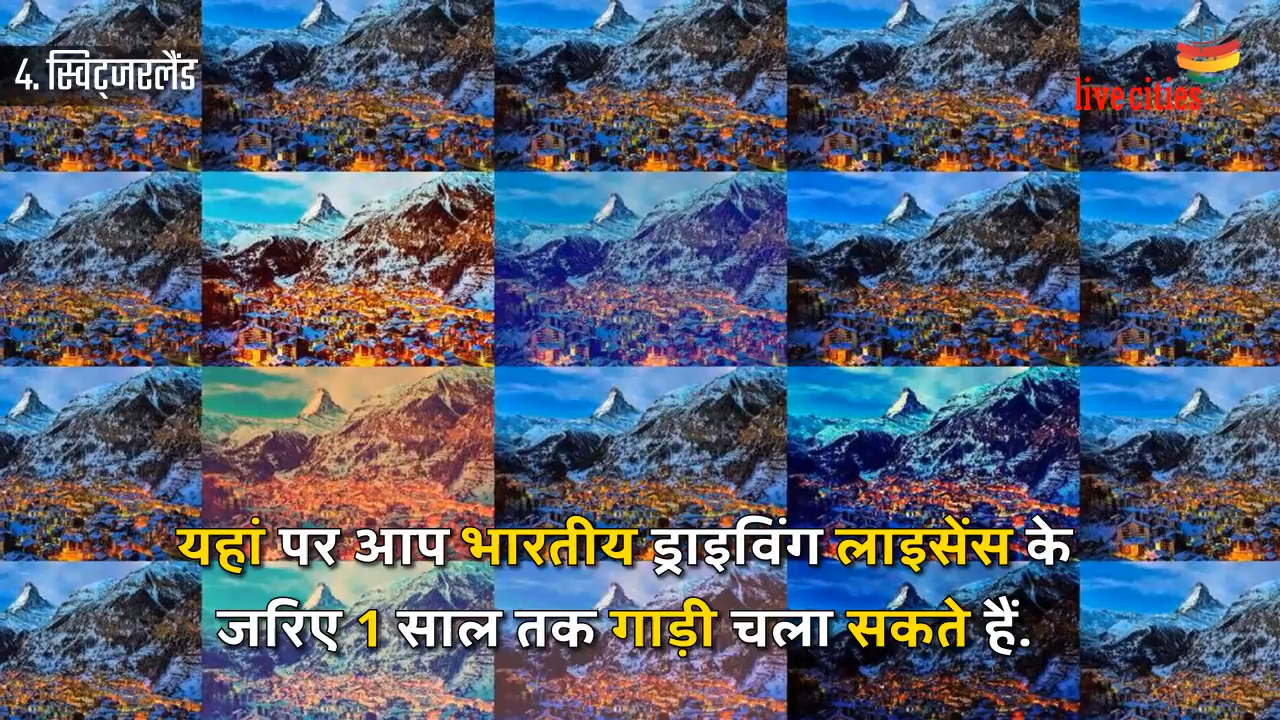 4. स्विट्जरलैंड
live cities
यहां पर आप भारतीय ड्राइविंग लाइसेंस के
जरिए 1 साल तक गाड़ी चला सकते हैं.